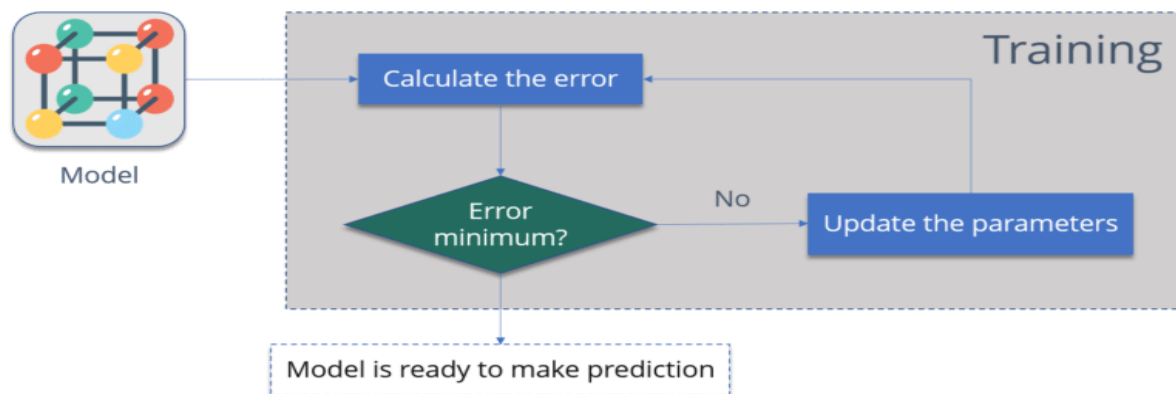 Training
Calculate the error
Model
Error
minimum?
No
Update the parameters
Model is ready to make prediction